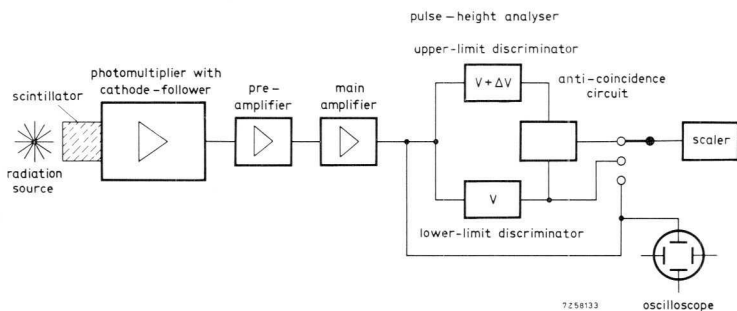 pulse-height analyser
upper-limit discriminator
photomultiplier with
cathode-follower
scintillator
pre-
amplifier
main
amplifier
V + ΔV
anti-coincidence
circuit
scaler
radiation
source
V
lower-limit discriminator
7Z58133
oscilloscope